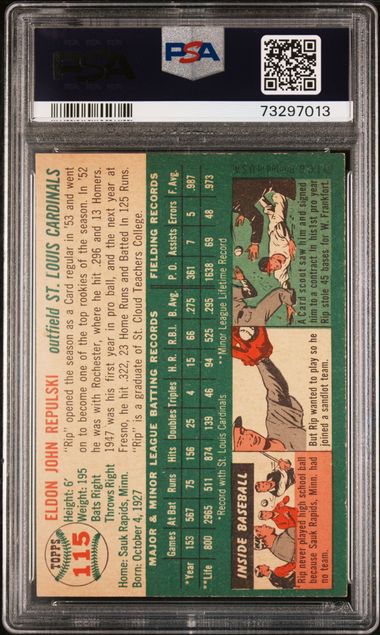 PSA
PSA
73297013
TOPPS
115
ELDON JOHN REPULSKI
outfield ST. LOUIS CARDINALS
Height: 6'
Weight: 195
Bats Right
Throws Right
Home: Sauk Rapids, Minn.
Born: October 4, 1927
"Rip" opened the season as a Card regular in '53 and went
on to become one of the top rookies of the season. In '52
he was with Rochester, where he hit .296 and 13 Homers.
1947 was his first year in pro ball, and the next year at
Fresno, he hit .322, 23 Home Runs and Batted In 125 Runs.
"Rip" is a graduate of St. Cloud Teachers College.
MAJOR & MINOR LEAGUE BATTING RECORDS FIELDING RECORDS
Games At Bat Runs Hits Doubles Triples H. R. R.B.I. B. Avg. P. O. Assists Errors F. Avg.
*Year 153 567 75 156 25 4 15 66 .275 361 7 5 .987
**Life 800 2965 511 874 139 46 94 525 .295 1638 69 48 .973
*Record with St. Louis Cardinals **Minor League Lifetime Record
INSIDE BASEBALL
Rip never played high school ball
because Sauk Rapids, Minn. had
no team.
But Rip wanted to play so he
joined a sandlot team.
A Card scout saw him and signed
him to a contract. In his 1st pro year
Rip stole 45 bases for W. Frankfort.